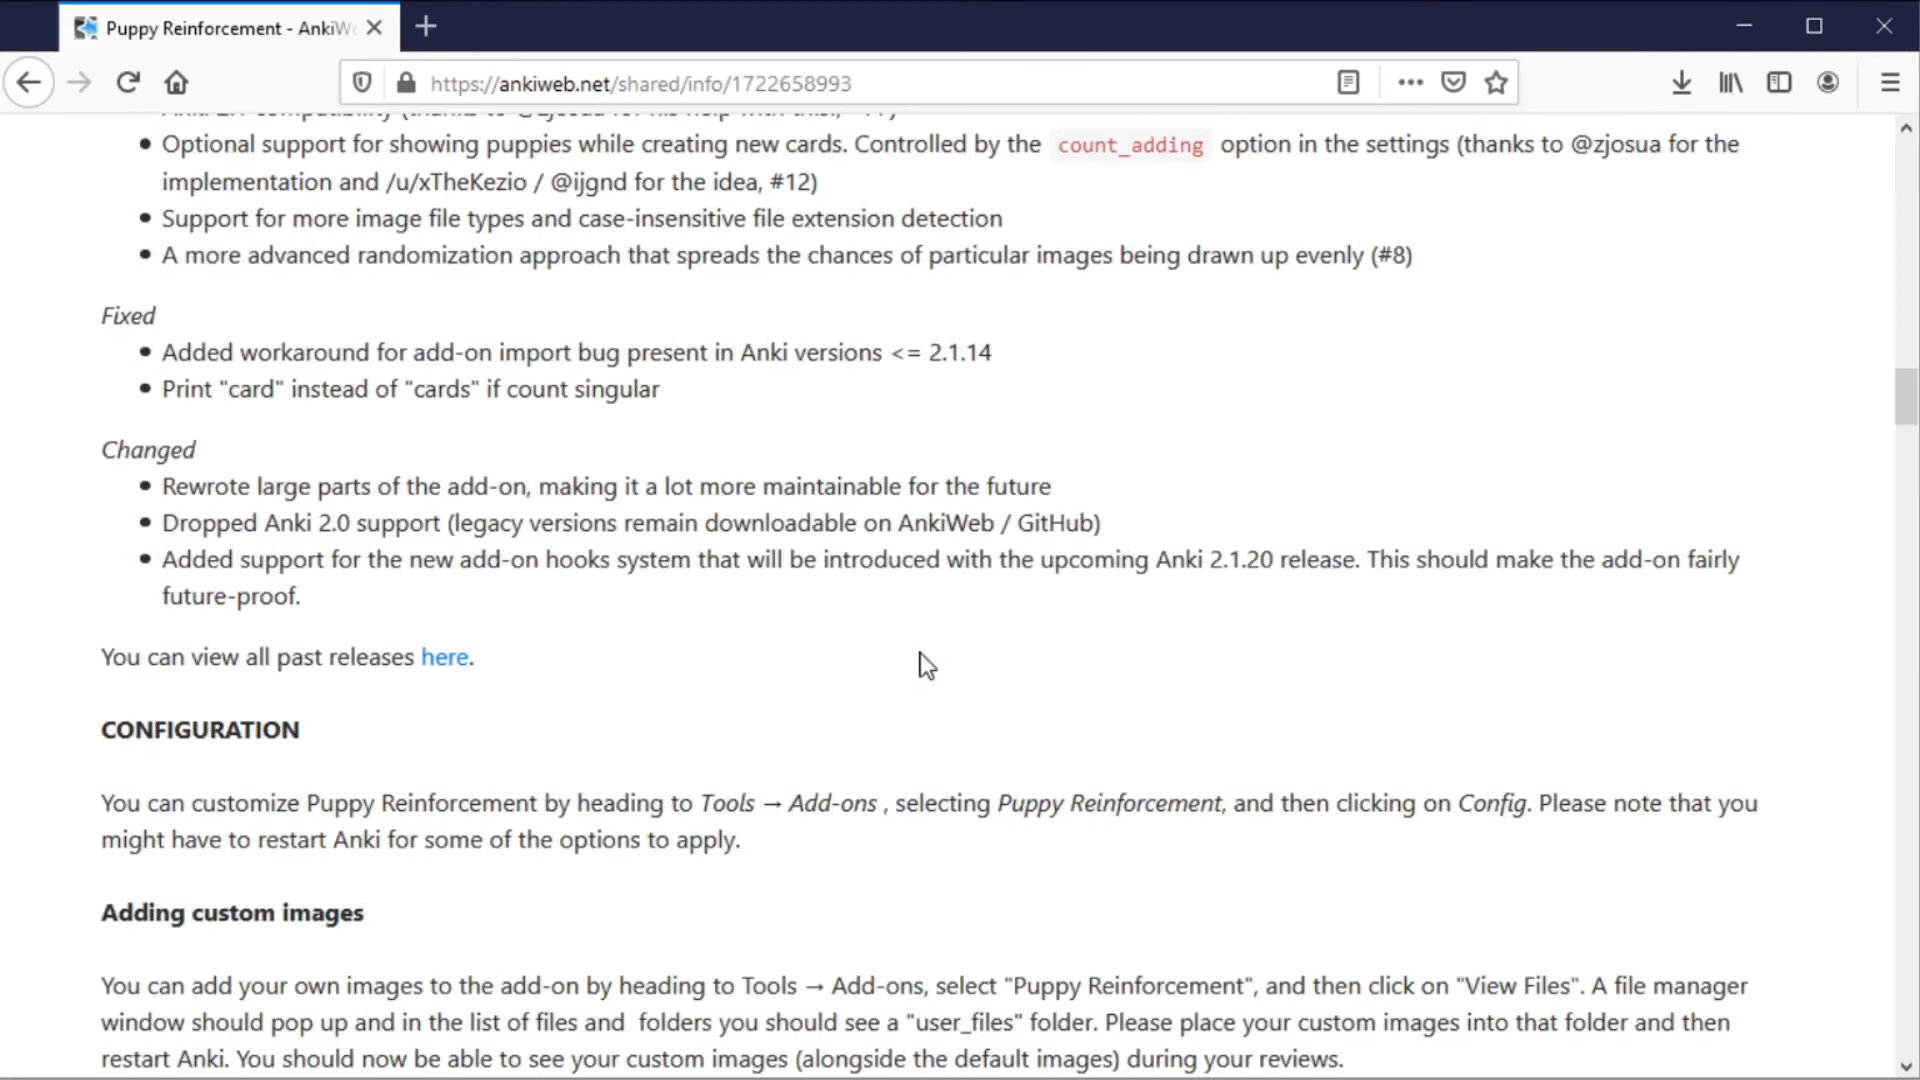 Puppy Reinforcement - AnkiW
https://ankiweb.net/shared/info/1722658993
Optional support for showing puppies while creating new cards. Controlled by the count_adding option in the settings (thanks to @zjosua for the
implementation and /u/xTheKezio / @ijgnd for the idea, #12)
Support for more image file types and case-insensitive file extension detection
A more advanced randomization approach that spreads the chances of particular images being drawn up evenly (#8)
Fixed
Added workaround for add-on import bug present in Anki versions <= 2.1.14
Print "card" instead of "cards" if count singular
Changed
Rewrote large parts of the add-on, making it a lot more maintainable for the future
Dropped Anki 2.0 support (legacy versions remain downloadable on AnkiWeb / GitHub)
Added support for the new add-on hooks system that will be introduced with the upcoming Anki 2.1.20 release. This should make the add-on fairly
future-proof.
You can view all past releases here.
CONFIGURATION
You can customize Puppy Reinforcement by heading to Tools → Add-ons , selecting Puppy Reinforcement, and then clicking on Config. Please note that you
might have to restart Anki for some of the options to apply.
Adding custom images
You can add your own images to the add-on by heading to Tools → Add-ons, select "Puppy Reinforcement", and then click on "View Files". A file manager
window should pop up and in the list of files and  folders you should see a "user_files" folder. Please place your custom images into that folder and then
restart Anki. You should now be able to see your custom images (alongside the default images) during your reviews.